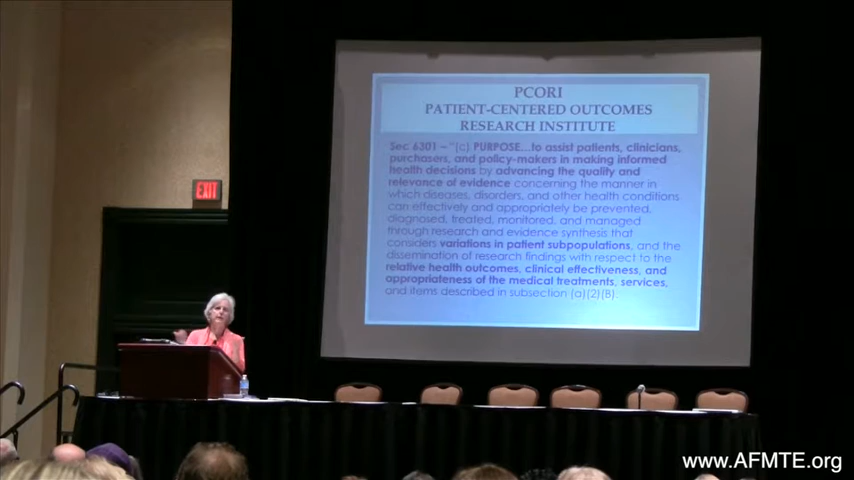 PCORI
PATIENT-CENTERED OUTCOMES
RESEARCH INSTITUTE
Sec 6301 – "(c) PURPOSE...to assist patients, clinicians,
purchasers, and policy-makers in making informed
health decisions by advancing the quality and
relevance of evidence concerning the manner in
which diseases, disorders, and other health conditions
can effectively and appropriately be prevented,
diagnosed, treated, monitored, and managed
through research and evidence synthesis that
considers variations in patient subpopulations, and the
dissemination of research findings with respect to the
relative health outcomes, clinical effectiveness, and
appropriateness of the medical treatments, services,
and items described in subsection (a)(2)(B).
EXIT
www.AFMTE.org